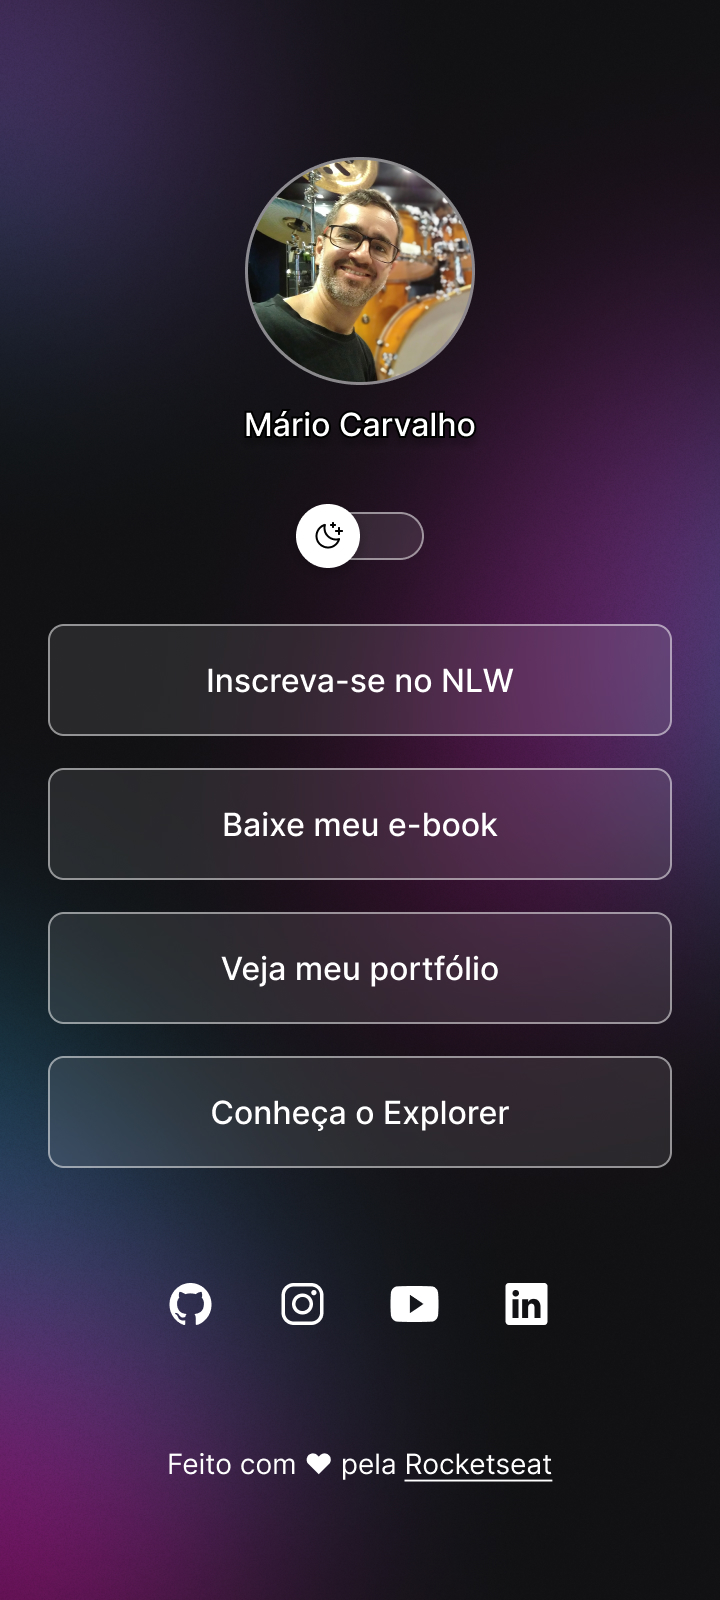 Mário Carvalho
Inscreva-se no NLW
Baixe meu e-book
Veja meu portfólio
Conheça o Explorer
Feito com ♥ pela Rocketseat